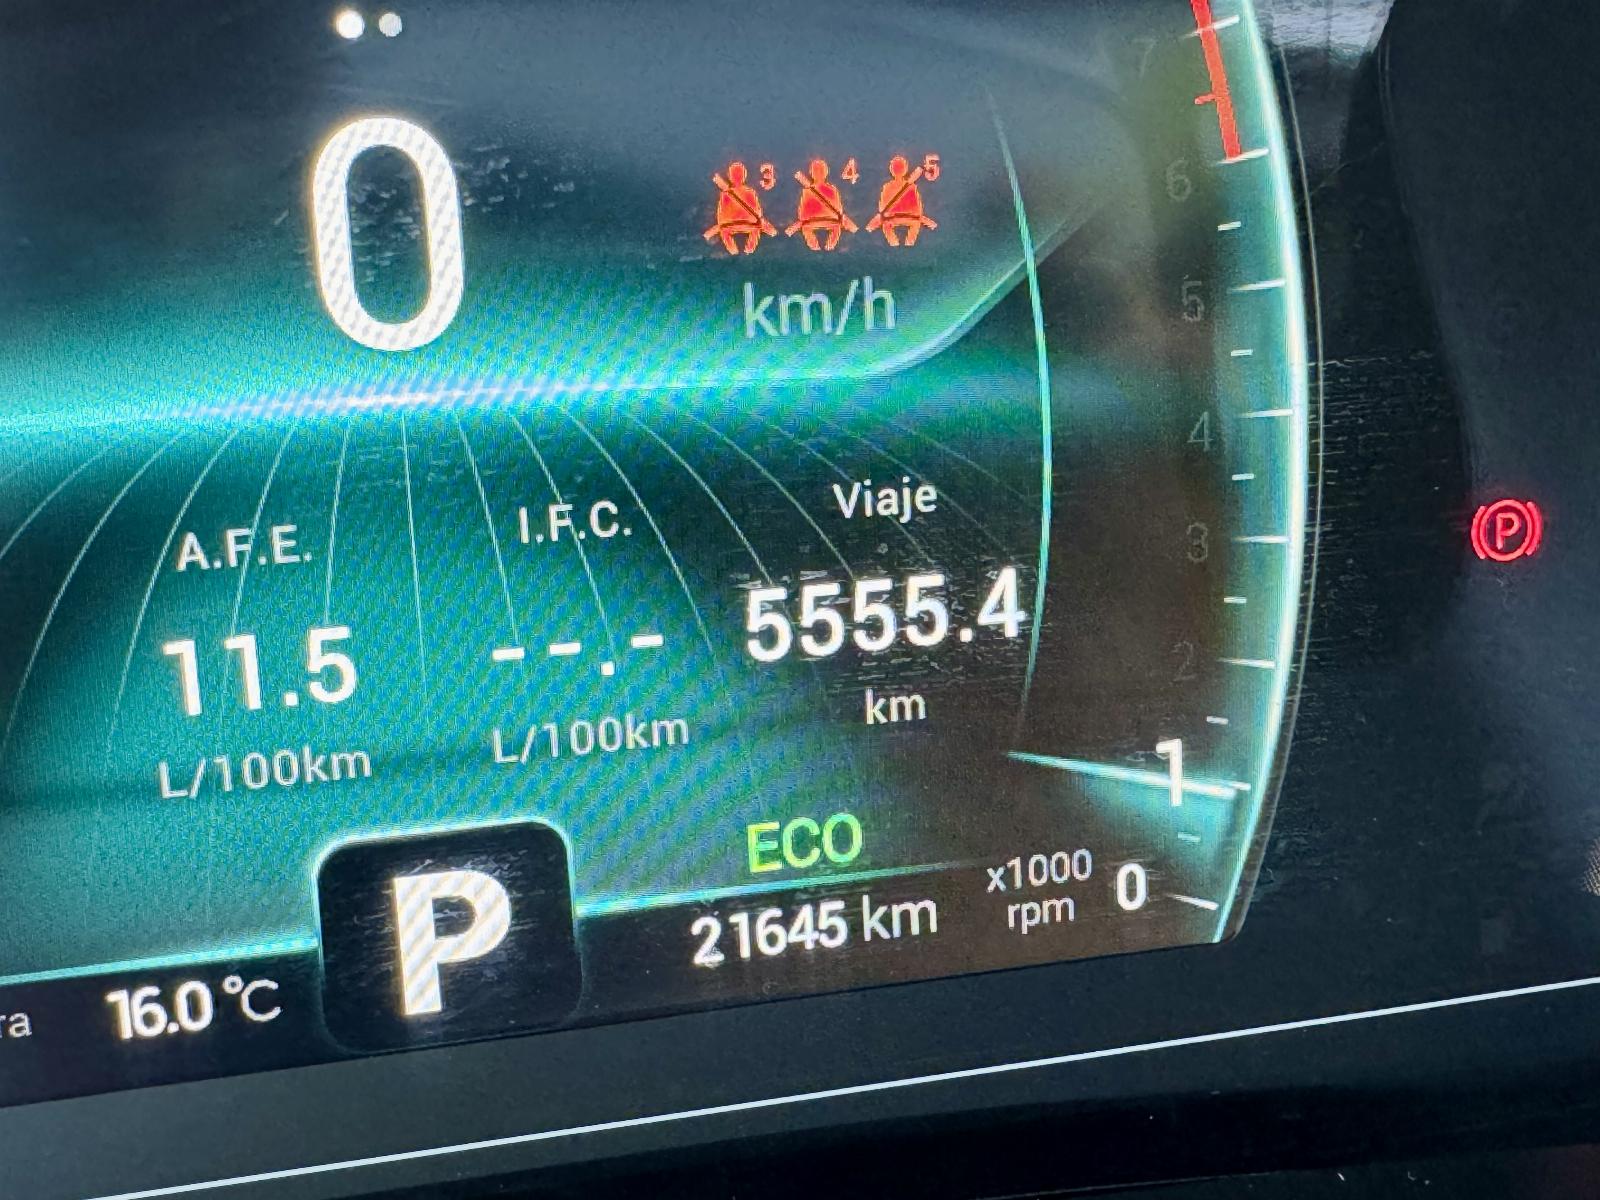 0
3 4 5
km/h
7
6
5
4
3
2
1
0
x1000
rpm
A.F.E.
11.5
L/100km
I.F.C.
--.-
L/100km
Viaje
5555.4
km
ECO
21645 km
P
16.0 °C
P